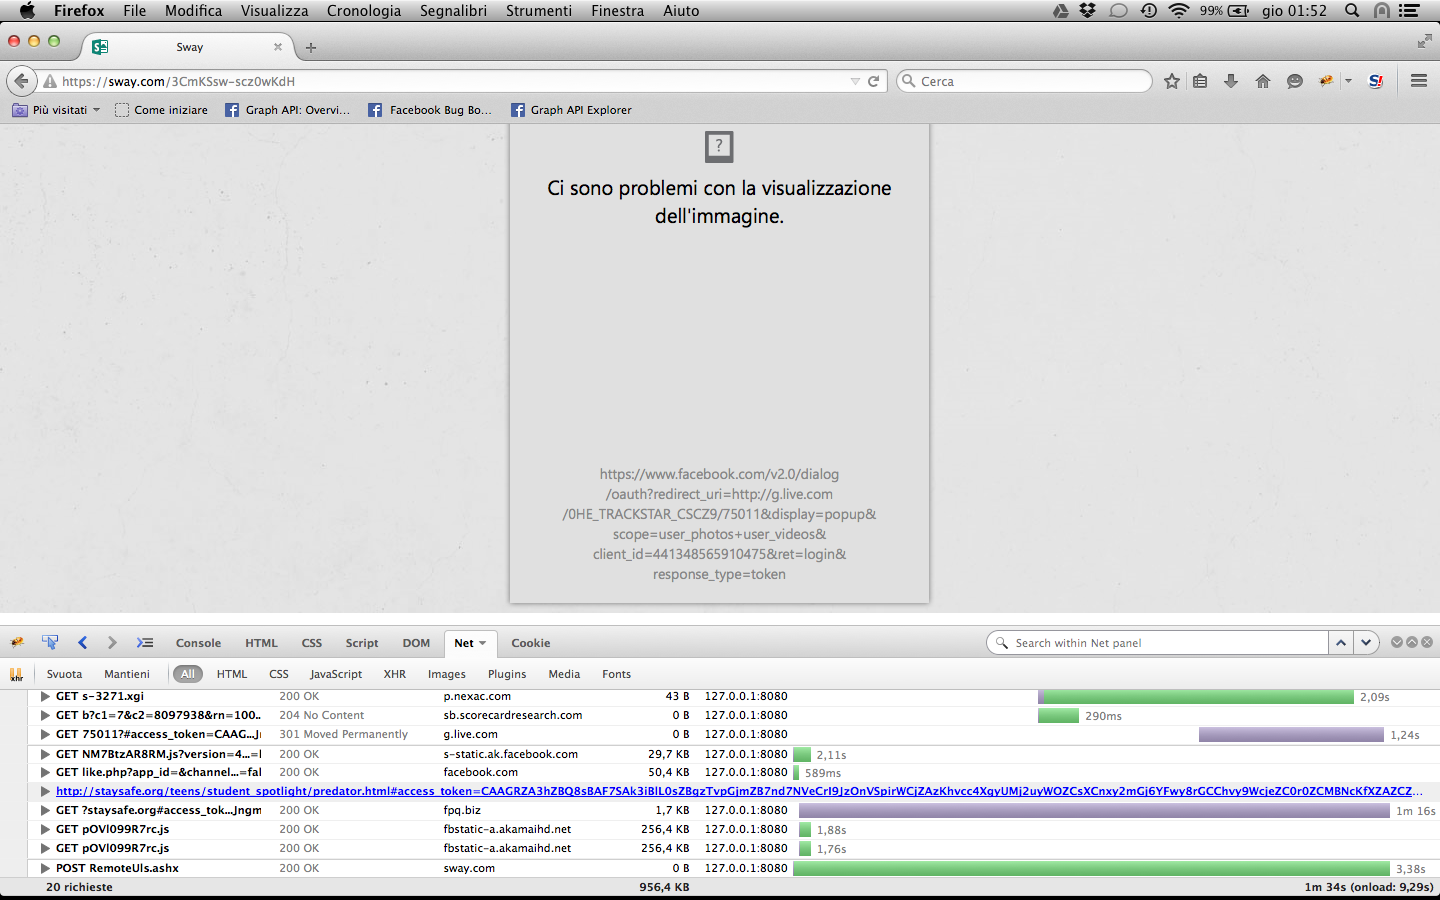 Firefox File Modifica Visualizza Cronologia Segnalibri Strumenti Finestra Aiuto 99% gio 01:52
Sway
https://sway.com/3CmKSsw-scz0wKdH Cerca
Più visitati Come iniziare Graph API: Overvi... Facebook Bug Bo... Graph API Explorer
?
Ci sono problemi con la visualizzazione
dell'immagine.
https://www.facebook.com/v2.0/dialog
/oauth?redirect_uri=http://g.live.com
/0HE_TRACKSTAR_CSCZ9/75011&display=popup&
scope=user_photos+user_videos&
client_id=441348565910475&ret=login&
response_type=token
Console HTML CSS Script DOM Net Cookie Search within Net panel
xhr Svuota Mantieni All HTML CSS JavaScript XHR Images Plugins Media Fonts
GET s-3271.xgi 200 OK p.nexac.com 43 B 127.0.0.1:8080 2,09s
GET b?c1=7&c2=8097938&rn=100.. 204 No Content sb.scorecardresearch.com 0 B 127.0.0.1:8080 290ms
GET 75011?#access_token=CAAG...Jr 301 Moved Permanently g.live.com 0 B 127.0.0.1:8080 1,24s
GET NM7BtzAR8RM.js?version=4...=l 200 OK s-static.ak.facebook.com 29,7 KB 127.0.0.1:8080 2,11s
GET like.php?app_id=&channel...=fal 200 OK facebook.com 50,4 KB 127.0.0.1:8080 589ms
http://staysafe.org/teens/student_spotlight/predator.html#access_token=
GET ?staysafe.org#access_tok...Jngm 200 OK fpq.biz 1,7 KB 127.0.0.1:8080 1m 16s
GET pOVl099R7rc.js 200 OK fbstatic-a.akamaihd.net 256,4 KB 127.0.0.1:8080 1,88s
GET pOVl099R7rc.js 200 OK fbstatic-a.akamaihd.net 256,4 KB 127.0.0.1:8080 1,76s
POST RemoteUls.ashx 200 OK sway.com 0 B 127.0.0.1:8080 3,38s
20 richieste 956,4 KB 1m 34s (onload: 9,29s)